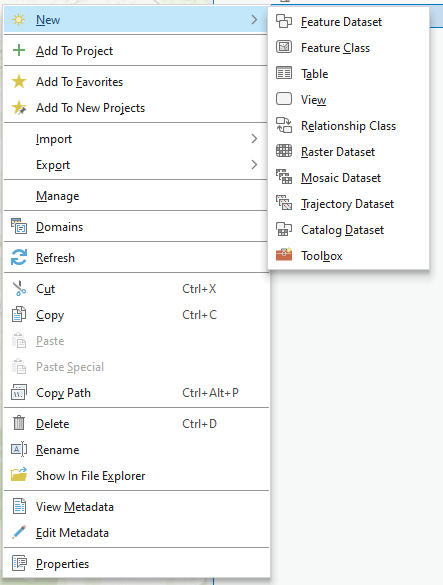 New
Add To Project
Add To Favorites
Add To New Projects
Import
Export
Manage
Domains
Refresh
Cut Ctrl+X
Copy Ctrl+C
Paste
Paste Special
Copy Path Ctrl+Alt+P
Delete Ctrl+D
Rename
Show In File Explorer
View Metadata
Edit Metadata
Properties
Feature Dataset
Feature Class
Table
View
Relationship Class
Raster Dataset
Mosaic Dataset
Trajectory Dataset
Catalog Dataset
Toolbox